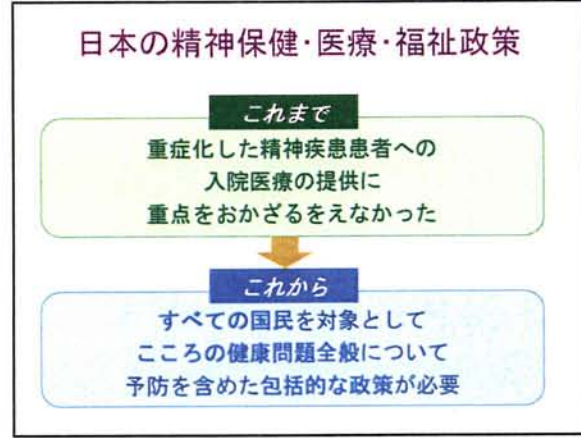 日本の精神保健・医療・福祉政策
これまで
重症化した精神疾患患者への
入院医療の提供に
重点をおかざるをえなかった
これから
すべての国民を対象として
こころの健康問題全般について
予防を含めた包括的な政策が必要